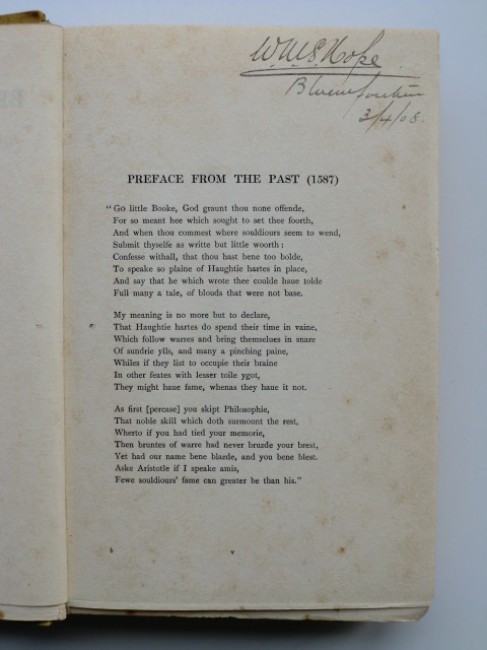 W.M.S. Hope
Bloemfontein
3/4/08.
PREFACE FROM THE PAST (1587)
"Go little Booke, God graunt thou none offende,
For so meant hee which sought to set thee foorth,
And when thou commest where souldiours seem to wend,
Submit thyselfe as writte but little woorth:
Confesse withall, that thou hast bene too bolde,
To speake so plaine of Haughtie hartes in place,
And say that he which wrote thee coulde haue tolde
Full many a tale, of blouds that were not base.
My meaning is no more but to declare,
That Haughtie hartes do spend their time in vaine,
Which follow warres and bring themselues in snare
Of sundrie ylls, and many a pinching paine,
Whiles if they list to occupie their braine
In other feates with lesser toile ygot,
They might haue fame, whenas they haue it not.
As first [percase] you skipt Philosophie,
That noble skill which doth surmount the rest,
Wherto if you had tied your memorie,
Then bruntes of warre had never bruzde your brest,
Yet had our name bene blazde, and you bene blest.
Aske Aristotle if I speake amis,
Fewe souldiours' fame can greater be than his."